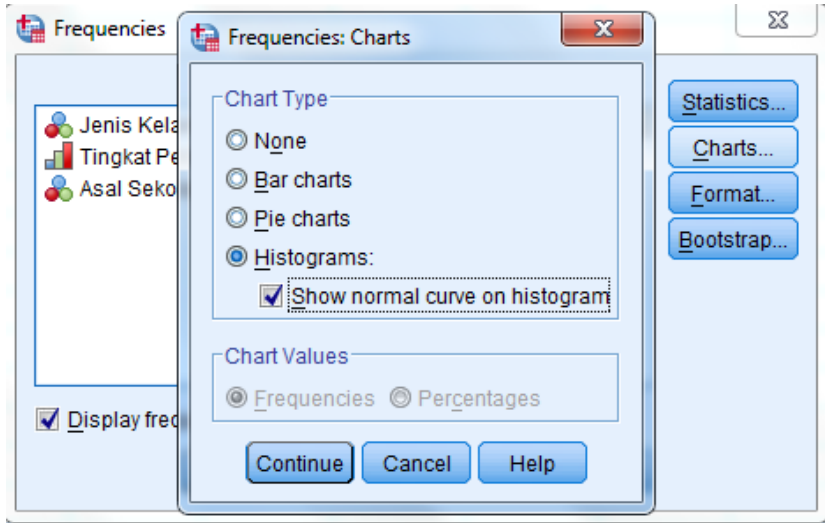 Frequencies
Frequencies: Charts
Chart Type
None
Bar charts
Pie charts
Histograms:
Show normal curve on histogram
Chart Values
Frequencies Percentages
Continue Cancel Help
Jenis Kela
Tingkat Pe
Asal Seko
Display freq
Statistics...
Charts...
Format...
Bootstrap...